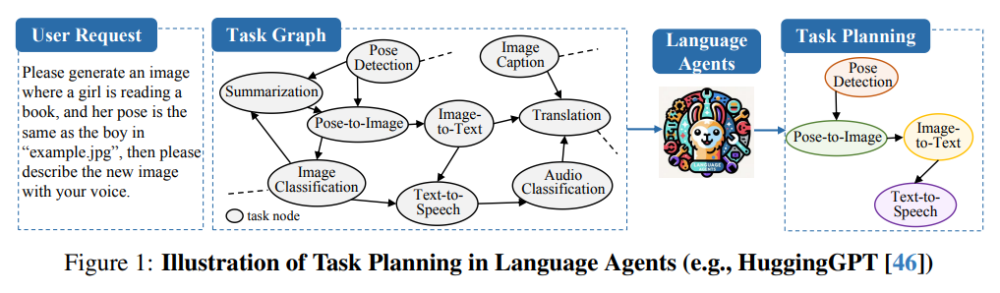 User Request
Please generate an image
where a girl is reading a
book, and her pose is the
same as the boy in
“example.jpg”, then please
describe the new image
with your voice.
Task Graph
Pose
Detection
Image
Caption
Summarization
Pose-to-Image
Image-
to-Text
Translation
Image
Classification
Text-to-
Speech
Audio
Classification
task node
Language
Agents
LANGUAGE
AGENTS
Task Planning
Pose
Detection
Pose-to-Image
Image-
to-Text
Text-to-
Speech
Figure 1: Illustration of Task Planning in Language Agents (e.g., HuggingGPT [46])